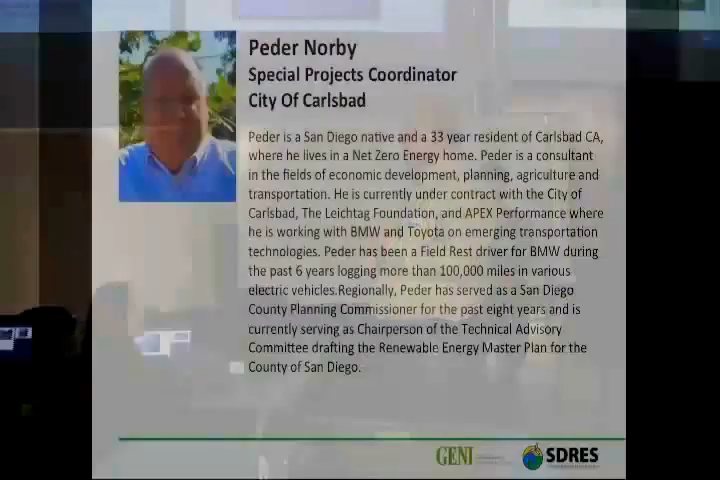 Peder Norby
Special Projects Coordinator
City Of Carlsbad
Peder is a San Diego native and a 33 year resident of Carlsbad CA,
where he lives in a Net Zero Energy home. Peder is a consultant
in the fields of economic development, planning, agriculture and
transportation. He is currently under contract with the City of
Carlsbad, The Leichtag Foundation, and APEX Performance where
he is working with BMW and Toyota on emerging transportation
technologies. Peder has been a Field Rest driver for BMW during
the past 6 years logging more than 100,000 miles in various
electric vehicles.Regionally, Peder has served as a San Diego
County Planning Commissioner for the past eight years and is
currently serving as Chairperson of the Technical Advisory
Committee drafting the Renewable Energy Master Plan for the
County of San Diego.
GENI SDRES